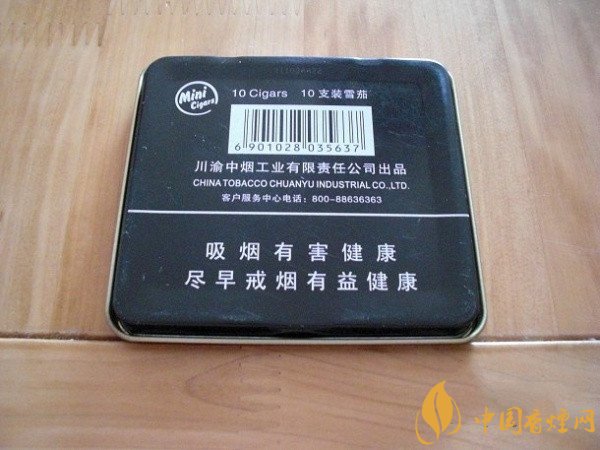 Mini
Cigars
10 Cigars 10支装雪茄
6 901028 035637
川渝中烟工业有限责任公司出品
CHINA TOBACCO CHUANYU INDUSTRIAL CO.,LTD.
客户服务中心电话：800-88636363
吸烟有害健康
尽早戒烟有益健康
中国香烟网